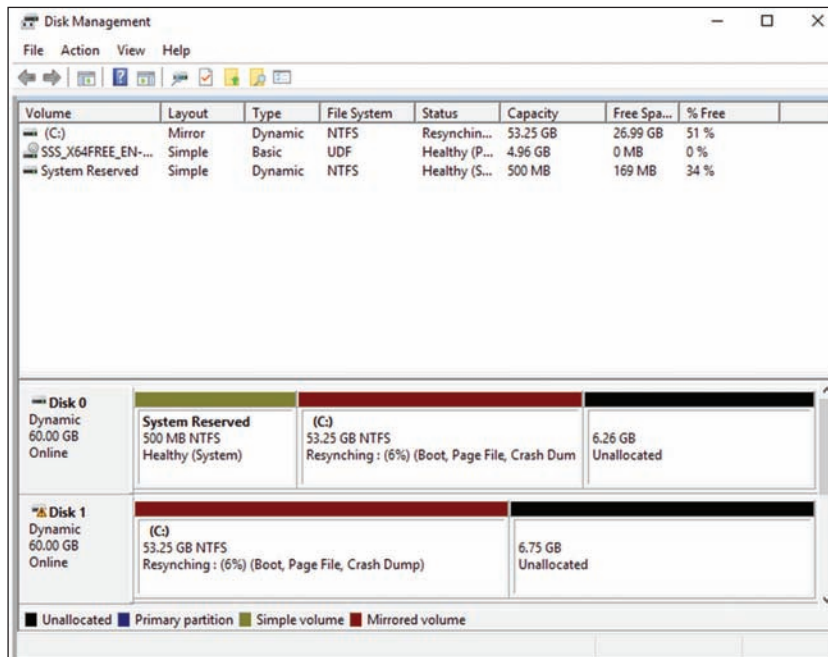 Disk Management
File Action View Help
Volume Layout Type File System Status Capacity Free Spa... % Free
(C:) Mirror Dynamic NTFS Resynchin... 53.25 GB 26.99 GB 51 %
SSS_X64FREE_EN-... Simple Basic UDF Healthy (P... 4.96 GB 0 MB 0 %
System Reserved Simple Dynamic NTFS Healthy (S... 500 MB 169 MB 34 %
Disk 0
Dynamic
60.00 GB
Online
System Reserved
500 MB NTFS
Healthy (System)
(C:)
53.25 GB NTFS
Resynching : (6%) (Boot, Page File, Crash Dum
6.26 GB
Unallocated
Disk 1
Dynamic
60.00 GB
Online
(C:)
53.25 GB NTFS
Resynching : (6%) (Boot, Page File, Crash Dump)
6.75 GB
Unallocated
Unallocated Primary partition Simple volume Mirrored volume